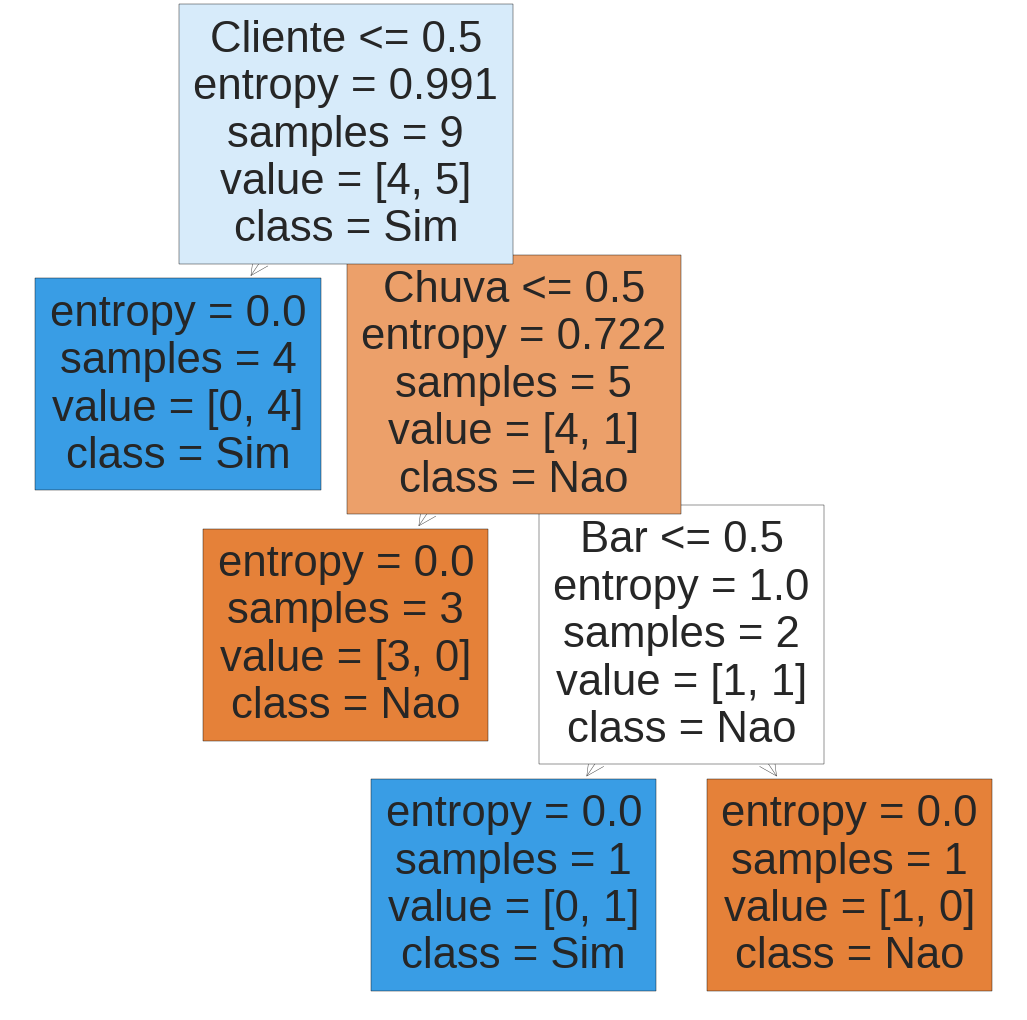 Cliente <= 0.5
entropy = 0.991
samples = 9
value = [4, 5]
class = Sim
entropy = 0.0
samples = 4
value = [0, 4]
class = Sim
Chuva <= 0.5
entropy = 0.722
samples = 5
value = [4, 1]
class = Nao
entropy = 0.0
samples = 3
value = [3, 0]
class = Nao
Bar <= 0.5
entropy = 1.0
samples = 2
value = [1, 1]
class = Nao
entropy = 0.0
samples = 1
value = [0, 1]
class = Sim
entropy = 0.0
samples = 1
value = [1, 0]
class = Nao